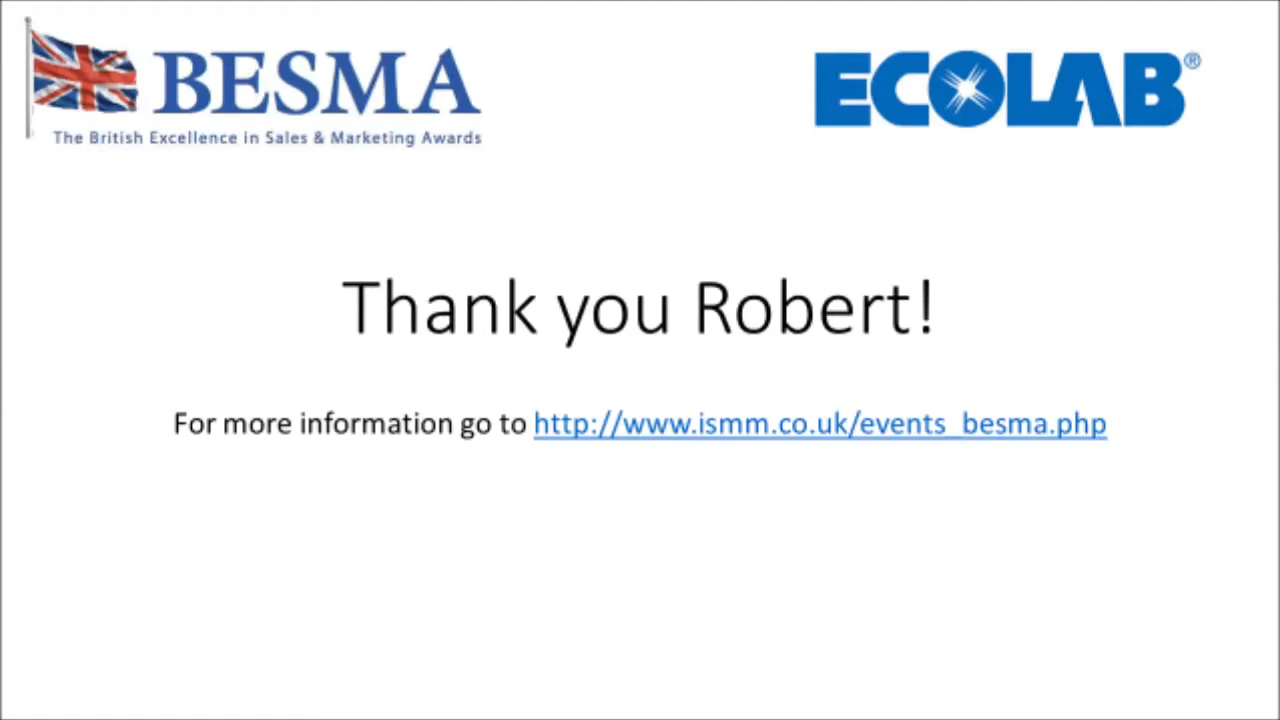 BESMA
The British Excellence in Sales & Marketing Awards
ECOLAB®
Thank you Robert!
For more information go to http://www.ismm.co.uk/events_besma.php